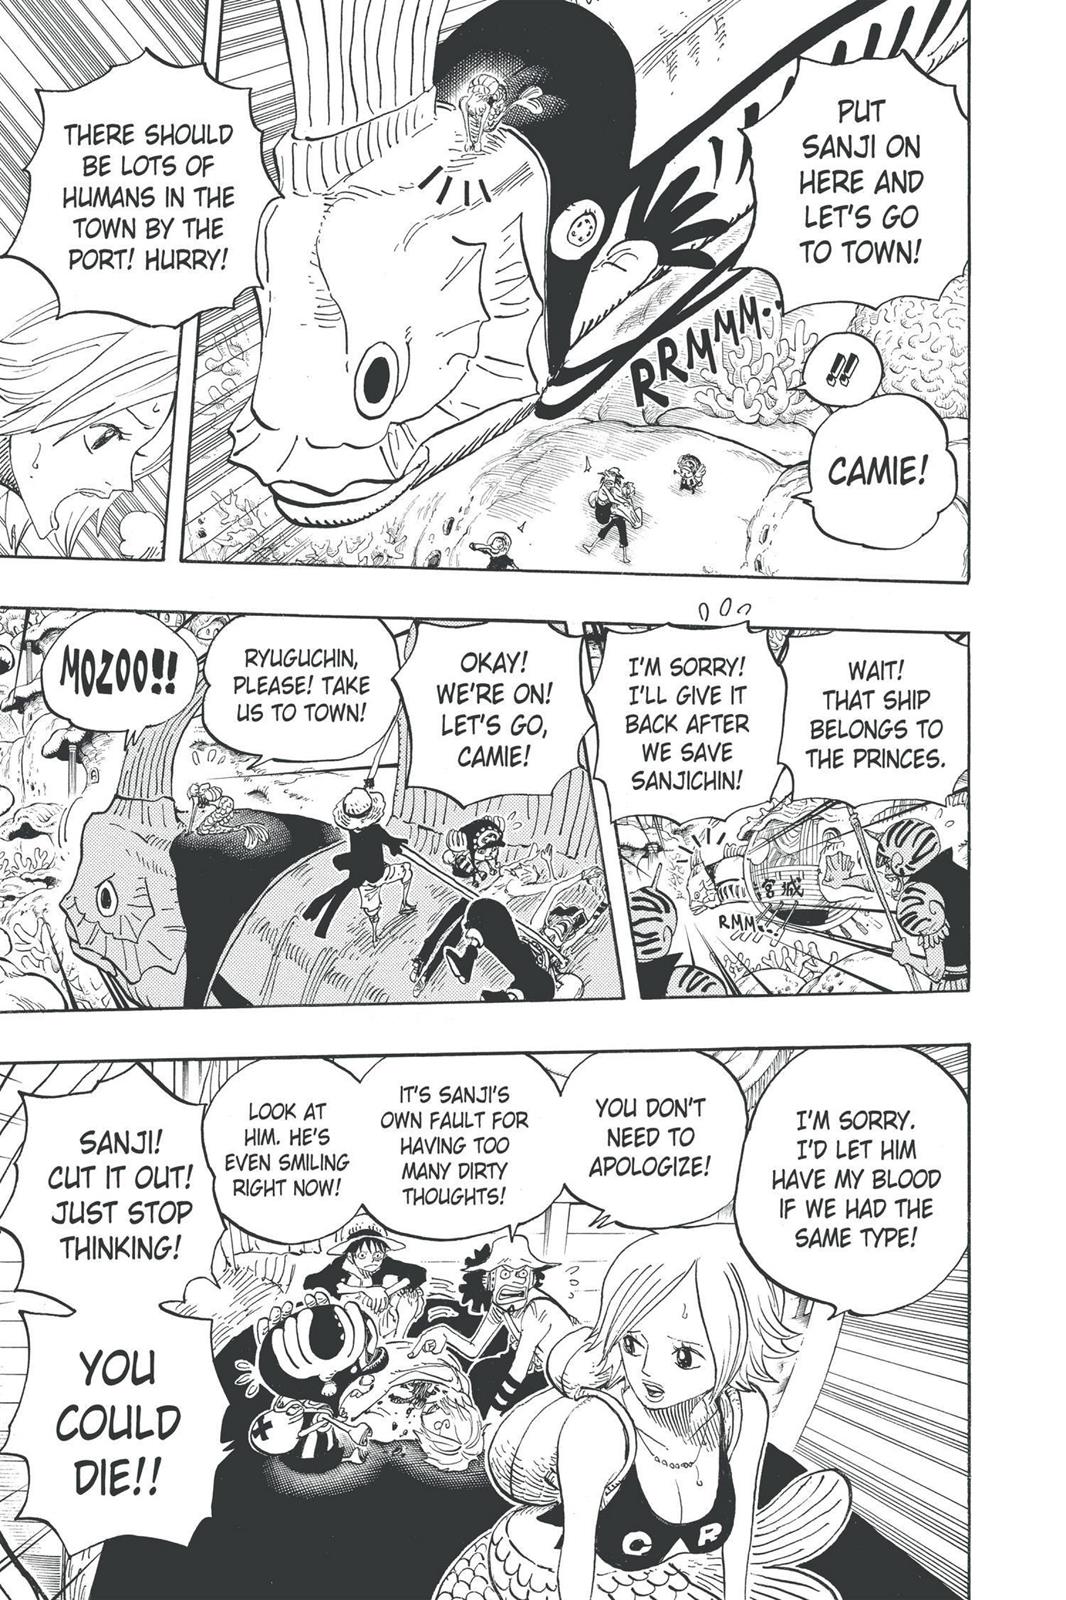 PUT
SANJI ON
HERE AND
LET'S GO
TO TOWN!
!!
CAMIE!
RRMMM..
THERE SHOULD
BE LOTS OF
HUMANS IN THE
TOWN BY THE
PORT! HURRY!
WAIT!
THAT SHIP
BELONGS TO
THE PRINCES.
I'M SORRY!
I'LL GIVE IT
BACK AFTER
WE SAVE
SANJICHIN!
宮城
RMM...
OKAY!
WE'RE ON!
LET'S GO,
CAMIE!
RYUGUCHIN,
PLEASE! TAKE
US TO TOWN!
MOZOO!!
I'M SORRY.
I'D LET HIM
HAVE MY BLOOD
IF WE HAD THE
SAME TYPE!
YOU DON'T
NEED TO
APOLOGIZE!
IT'S SANJI'S
OWN FAULT FOR
HAVING TOO
MANY DIRTY
THOUGHTS!
LOOK AT
HIM. HE'S
EVEN SMILING
RIGHT NOW!
SANJI!
CUT IT OUT!
JUST STOP
THINKING!
YOU
COULD
DIE!!
CR